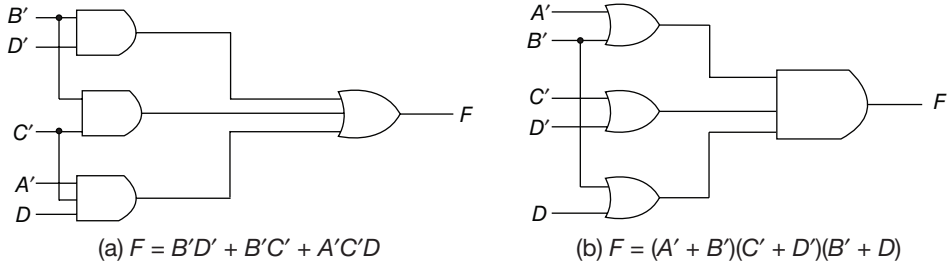 B′
D′
C′
A′
D
F
(a) F = B′D′ + B′C′ + A′C′D
A′
B′
C′
D′
D
F
(b) F = (A′ + B′)(C′ + D′)(B′ + D)